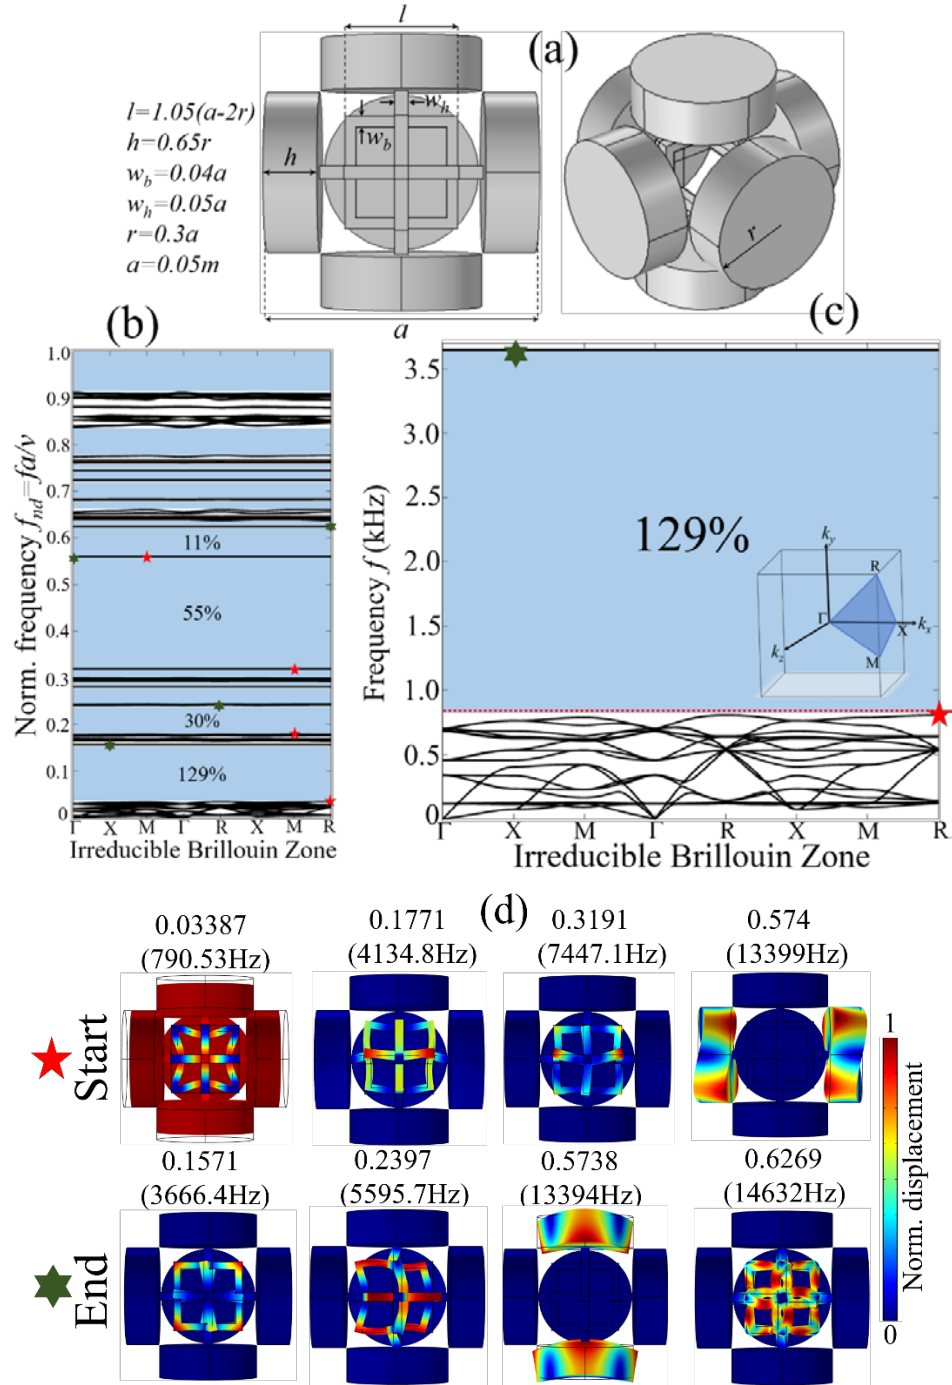 (a)
l
l=1.05(a-2r)
h=0.65r
w_b=0.04a
w_h=0.05a
r=0.3a
a=0.05m
w_h
w_b
h
r
a
(b)
1.0
0.9
0.8
0.7
0.6
0.5
0.4
0.3
0.2
0.1
0
Norm. frequency f_nd=fa/v
11%
55%
30%
129%
Γ X M Γ R X M R
Irreducible Brillouin Zone
(c)
3.5
3.0
2.5
2.0
1.5
1.0
0.5
0
Frequency f (kHz)
129%
k_y
R
Γ
X
k_x
k_z
M
Γ X M Γ R X M R
Irreducible Brillouin Zone
(d)
0.03387 0.1771 0.3191 0.574
(790.53Hz) (4134.8Hz) (7447.1Hz) (13399Hz)
Start
0.1571 0.2397 0.5738 0.6269
(3666.4Hz) (5595.7Hz) (13394Hz) (14632Hz)
End
1
Norm. displacement
0